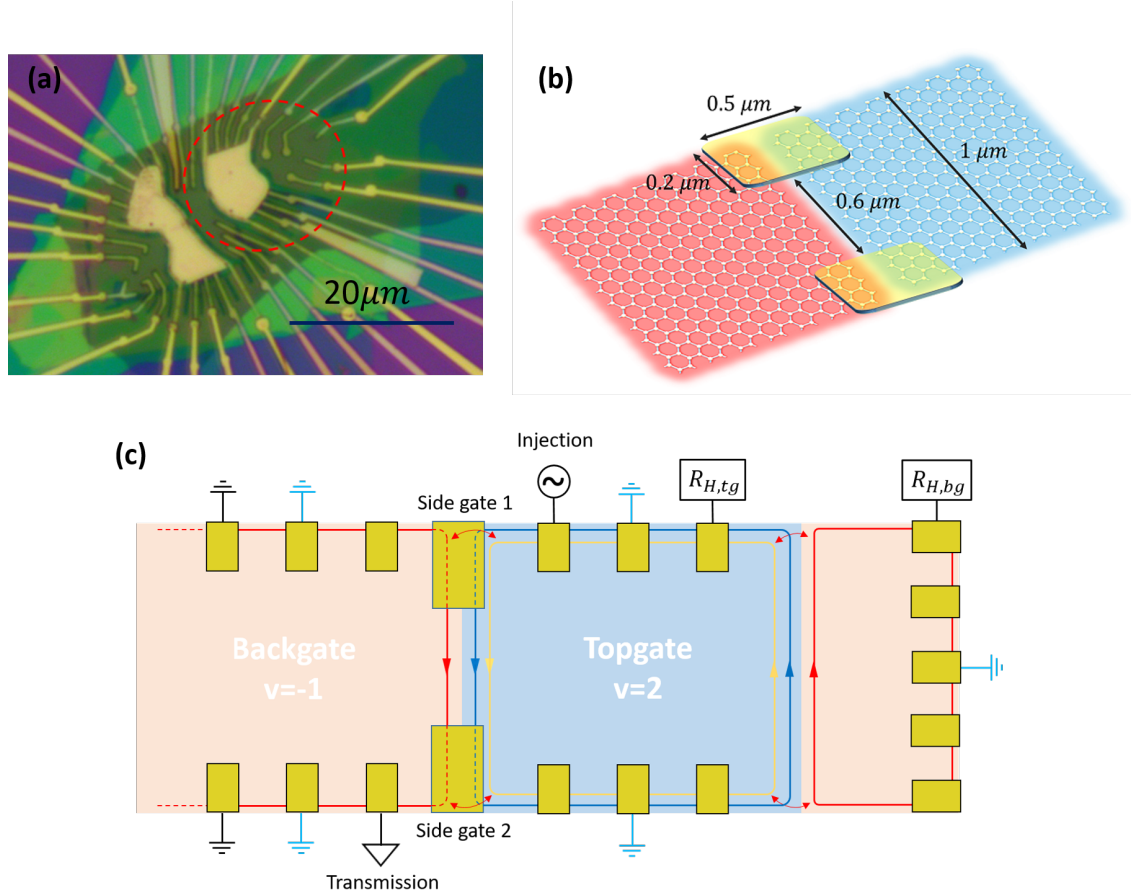 (a)
20μm
(b)
0.5 μm
0.2 μm
0.6 μm
1 μm
(c)
Injection
Side gate 1
R_{H,tg}
R_{H,bg}
Backgate
v=-1
Topgate
v=2
Side gate 2
Transmission